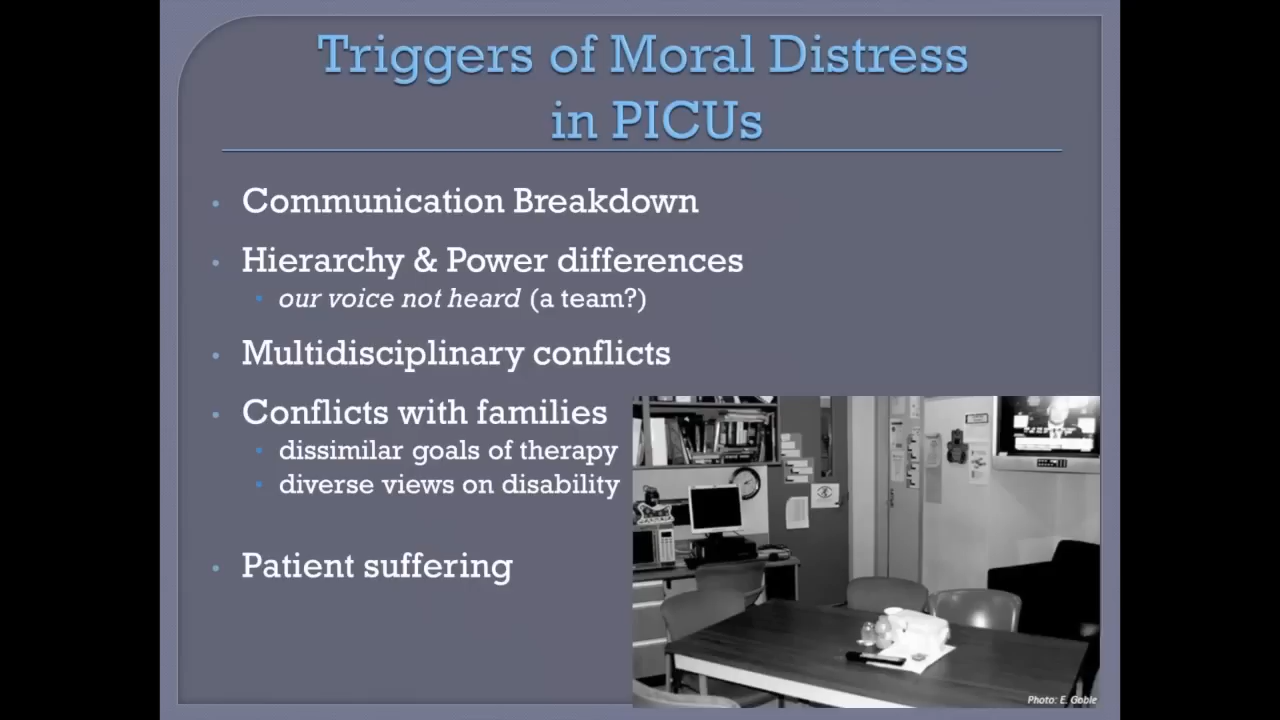 Triggers of Moral Distress
in PICUs
• Communication Breakdown
• Hierarchy & Power differences
▪ our voice not heard (a team?)
• Multidisciplinary conflicts
• Conflicts with families
▪ dissimilar goals of therapy
▪ diverse views on disability
• Patient suffering
Photo: E. Goble